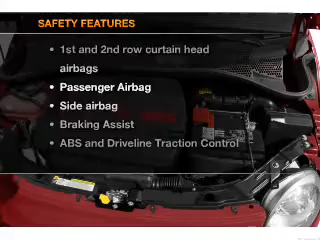 SAFETY FEATURES
• 1st and 2nd row curtain head
airbags
• Passenger Airbag
• Side airbag
• Braking Assist
• ABS and Driveline Traction Control